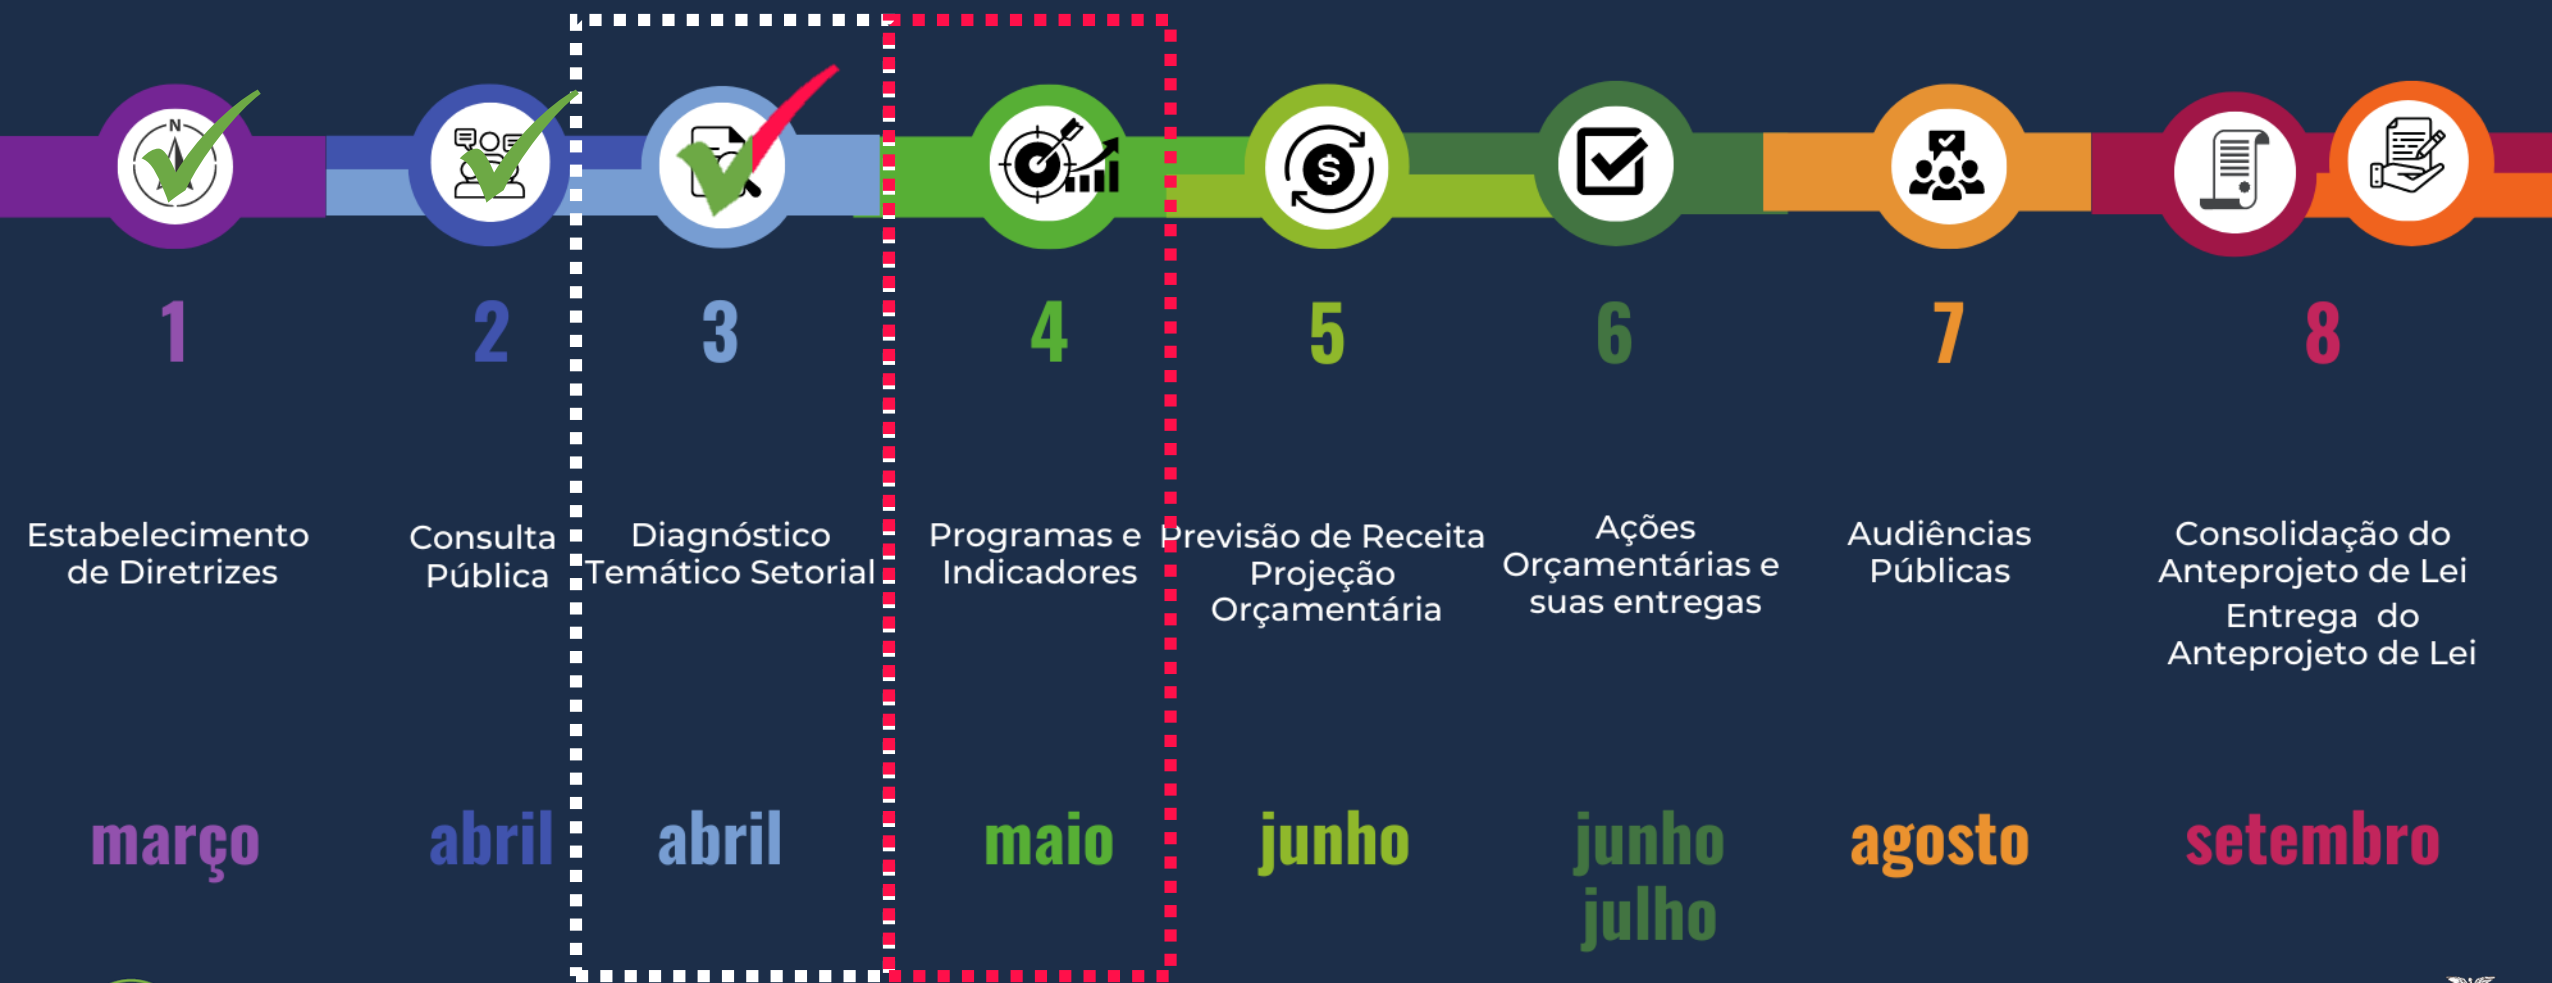 N
$
1
2
3
4
5
6
7
8
Estabelecimento
de Diretrizes
Consulta
Pública
Diagnóstico
Temático Setorial
Programas e
Indicadores
Previsão de Receita
Projeção
Orçamentária
Ações
Orçamentárias e
suas entregas
Audiências
Públicas
Consolidação do
Anteprojeto de Lei
Entrega do
Anteprojeto de Lei
março
abril
abril
maio
junho
junho
julho
agosto
setembro